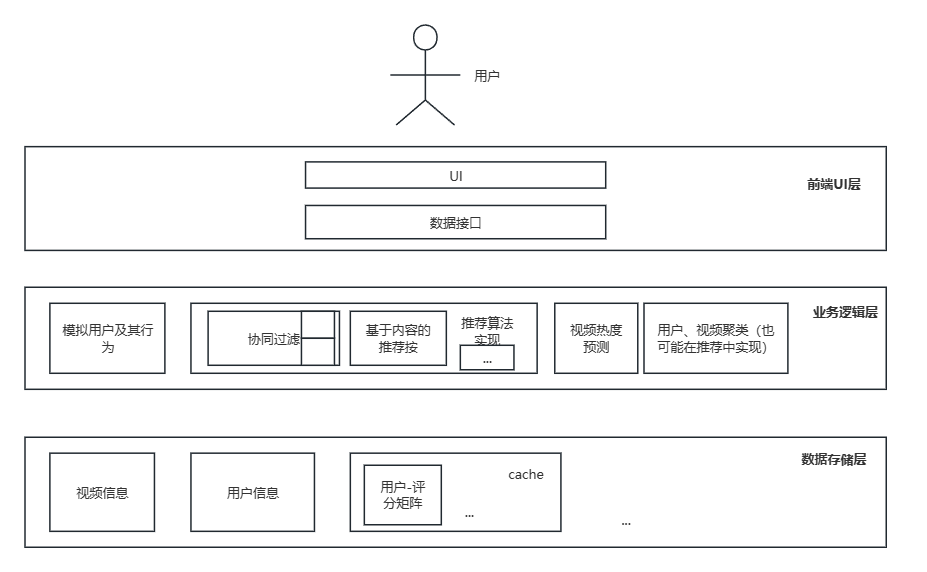 用户
UI
前端UI层
数据接口
业务逻辑层
模拟用户及其行
为
协同过滤
基于内容的
推荐按
推荐算法
实现
...
视频热度
预测
用户、视频聚类（也
可能在推荐中实现）
数据存储层
视频信息
用户信息
cache
用户-评
分矩阵
...
...